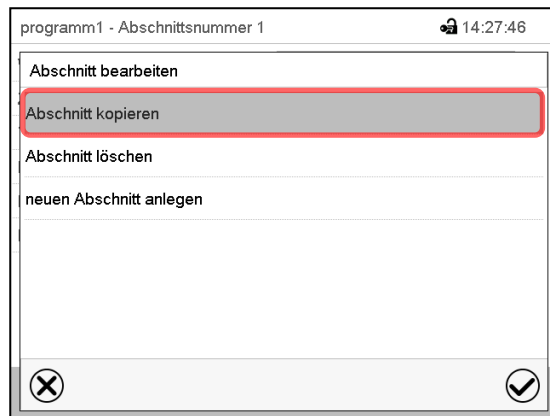 programm1 - Abschnittsnummer 1 14:27:46
Abschnitt bearbeiten
Abschnitt kopieren
Abschnitt löschen
neuen Abschnitt anlegen